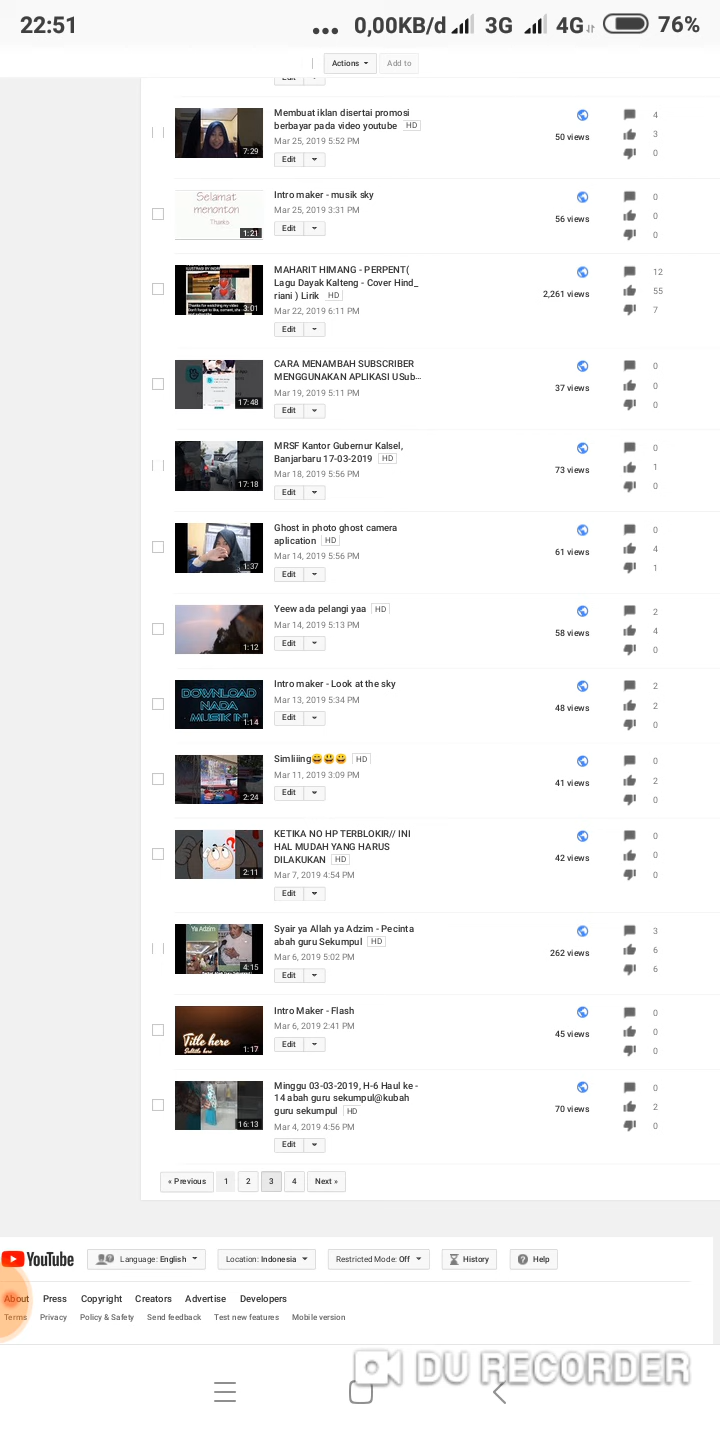 22:51 ... 0,00KB/d 3G 4G 76%
Actions Add to
Edit
Membuat iklan disertai promosi
berbayar pada video youtube HD
Mar 25, 2019 5:52 PM
Edit
7:29
50 views
4
3
0
Intro maker - musik sky
Mar 25, 2019 3:31 PM
Edit
Selamat
menonton
Thanks
1:21
56 views
0
0
0
MAHARIT HIMANG - PERPENT(
Lagu Dayak Kalteng - Cover Hind_
riani ) Lirik HD
Mar 22, 2019 6:11 PM
Edit
3:01
2,261 views
12
55
7
CARA MENAMBAH SUBSCRIBER
MENGGUNAKAN APLIKASI USub...
Mar 19, 2019 5:11 PM
Edit
17:48
37 views
0
0
0
MRSF Kantor Gubernur Kalsel,
Banjarbaru 17-03-2019 HD
Mar 18, 2019 5:56 PM
Edit
17:18
73 views
0
1
0
Ghost in photo ghost camera
aplication HD
Mar 14, 2019 5:56 PM
Edit
1:37
61 views
0
4
1
Yeew ada pelangi yaa HD
Mar 14, 2019 5:13 PM
Edit
1:12
58 views
2
4
0
Intro maker - Look at the sky
Mar 13, 2019 5:34 PM
Edit
DOWNLOAD
NADA
MUSIK INI
1:14
48 views
2
2
0
Simliiing😄😃😄 HD
Mar 11, 2019 3:09 PM
Edit
2:24
41 views
0
2
0
KETIKA NO HP TERBLOKIR// INI
HAL MUDAH YANG HARUS
DILAKUKAN HD
Mar 7, 2019 4:54 PM
Edit
2:11
42 views
0
0
0
Syair ya Allah ya Adzim - Pecinta
abah guru Sekumpul HD
Mar 6, 2019 5:02 PM
Edit
Ya Adzim
4:15
262 views
3
6
6
Intro Maker - Flash
Mar 6, 2019 2:41 PM
Edit
Title here
Subtitle here
1:17
45 views
0
0
0
Minggu 03-03-2019, H-6 Haul ke -
14 abah guru sekumpul@kubah
guru sekumpul HD
Mar 4, 2019 4:56 PM
Edit
16:13
70 views
0
2
0
« Previous 1 2 3 4 Next »
YouTube Language: English Location: Indonesia Restricted Mode: Off History Help
About Press Copyright Creators Advertise Developers
Terms Privacy Policy & Safety Send feedback Test new features Mobile version
DU RECORDER